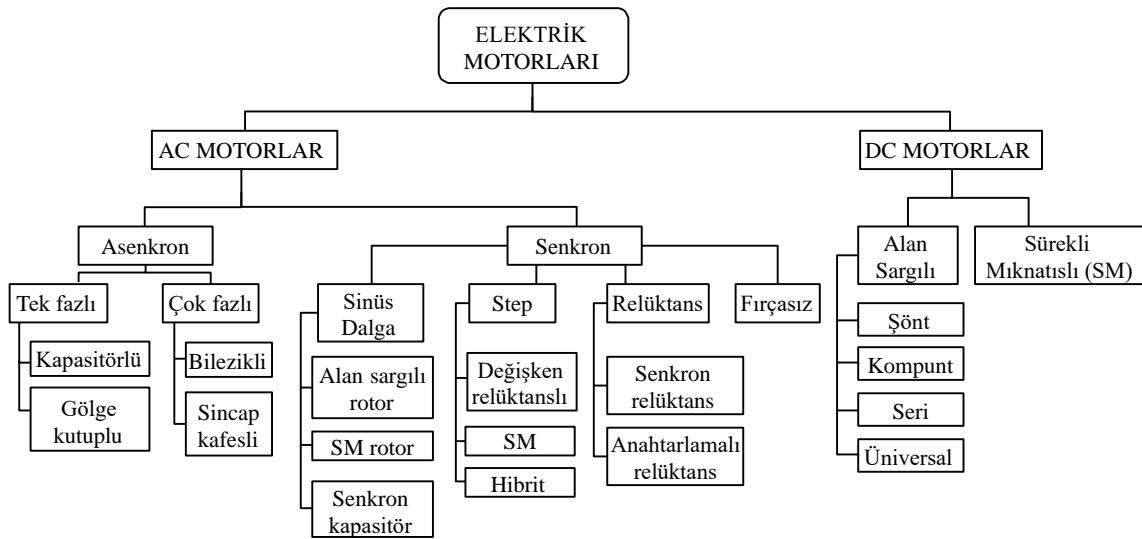 ELEKTRİK
MOTORLARI
AC MOTORLAR
DC MOTORLAR
Asenkron
Senkron
Alan
Sargılı
Sürekli
Mıknatıslı (SM)
Tek fazlı
Çok fazlı
Sinüs
Dalga
Step
Relüktans
Fırçasız
Kapasitörlü
Gölge
kutuplu
Bilezikli
Sincap
kafesli
Alan sargılı
rotor
SM rotor
Senkron
kapasitör
Değişken
relüktanslı
SM
Hibrit
Senkron
relüktans
Anahtarlamalı
relüktans
Şönt
Kompunt
Seri
Üniversal